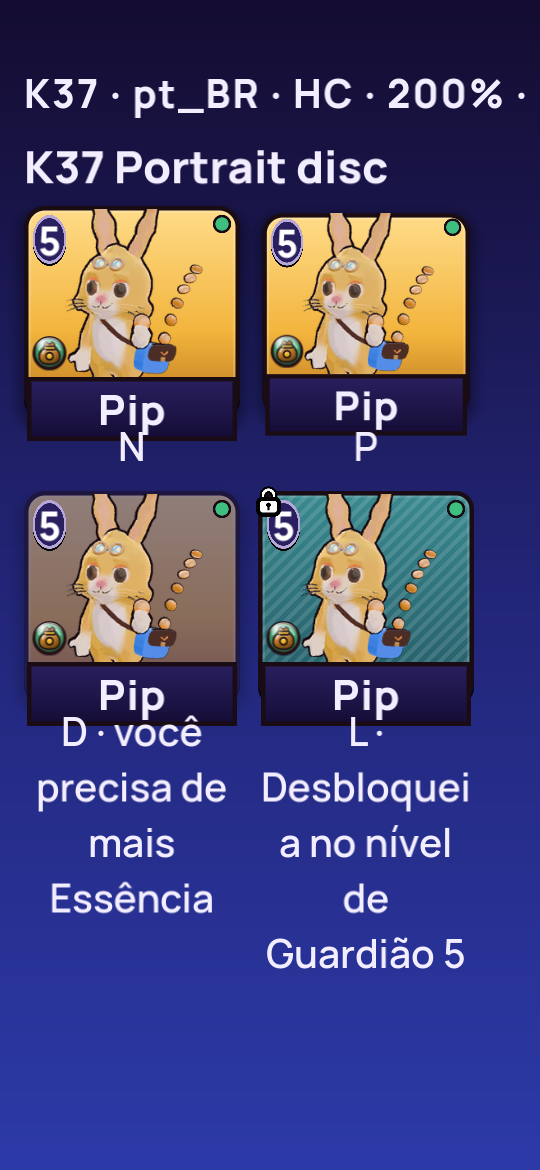 K37 · pt_BR · HC · 200% ·
K37 Portrait disc
5
5
Pip
Pip
N
P
5
5
Pip
Pip
D · você
precisa de
mais
Essência
L ·
Desbloquei
a no nível
de
Guardião 5